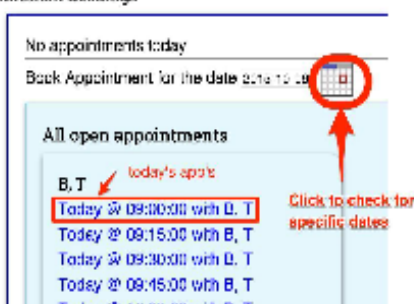 No appointments today
Book Appointment for the date
All open appointments
today's app's
B, T
Today @ 09:00:00 with B, T
Click to check for
specific dates
Today @ 09:15:00 with B, T
Today @ 09:30:00 with B, T
Today @ 09:45:00 with B, T